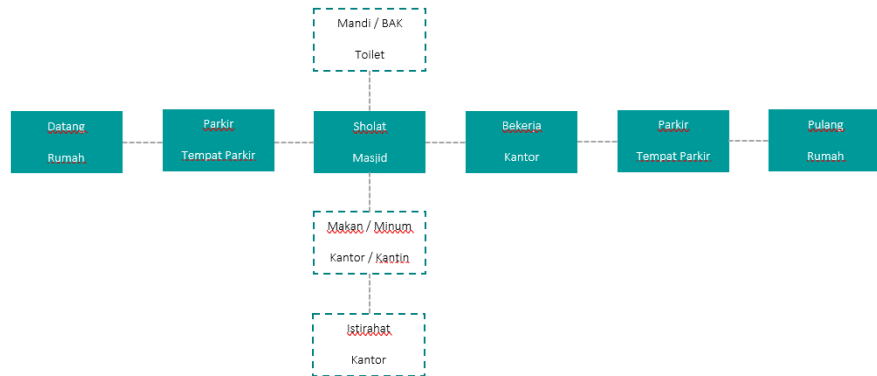 Mandi / BAK
Toilet
Datang
Rumah
Parkir
Tempat Parkir
Sholat
Masjid
Bekerja
Kantor
Parkir
Tempat Parkir
Pulang
Rumah
Makan / Minum
Kantor / Kantin
Istirahat
Kantor